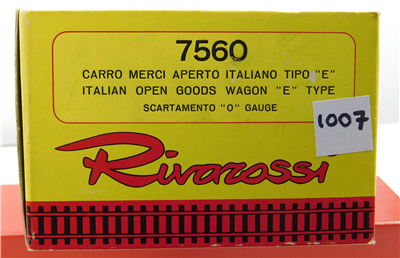 7560
CARRO MERCI APERTO ITALIANO TIPO "E"
ITALIAN OPEN GOODS WAGON "E" TYPE
SCARTAMENTO "O" GAUGE
1007
Rivarossi